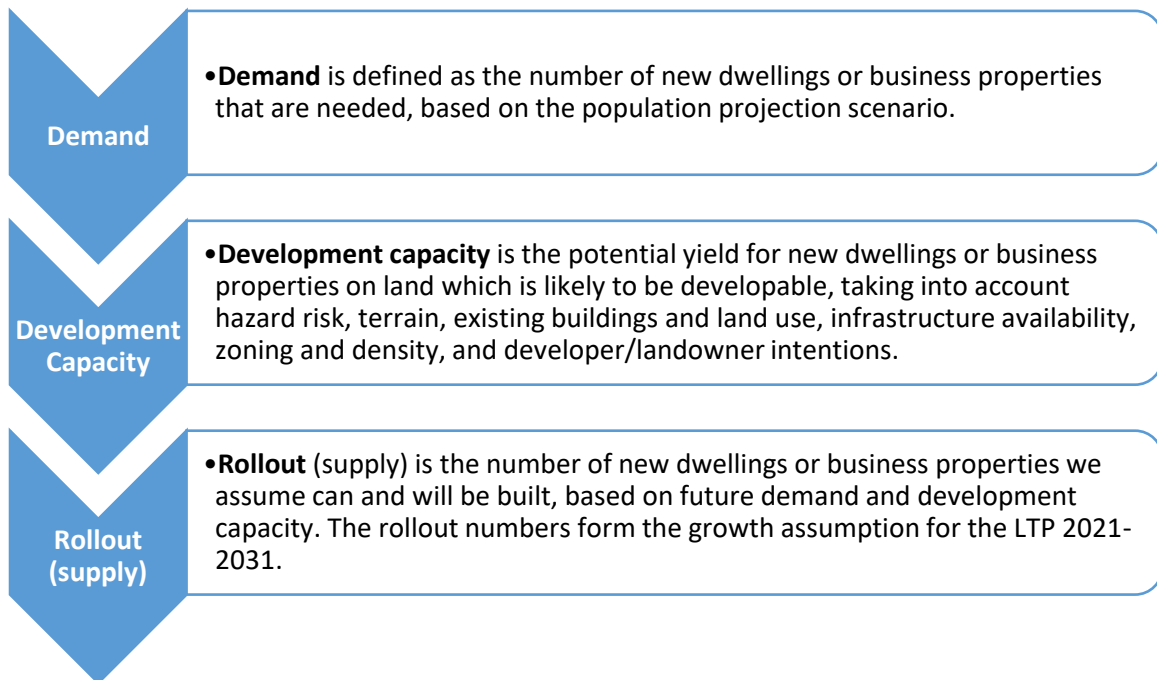 Demand
•Demand is defined as the number of new dwellings or business properties
that are needed, based on the population projection scenario.
Development
Capacity
•Development capacity is the potential yield for new dwellings or business
properties on land which is likely to be developable, taking into account
hazard risk, terrain, existing buildings and land use, infrastructure availability,
zoning and density, and developer/landowner intentions.
Rollout
(supply)
•Rollout (supply) is the number of new dwellings or business properties we
assume can and will be built, based on future demand and development
capacity. The rollout numbers form the growth assumption for the LTP 2021-
2031.